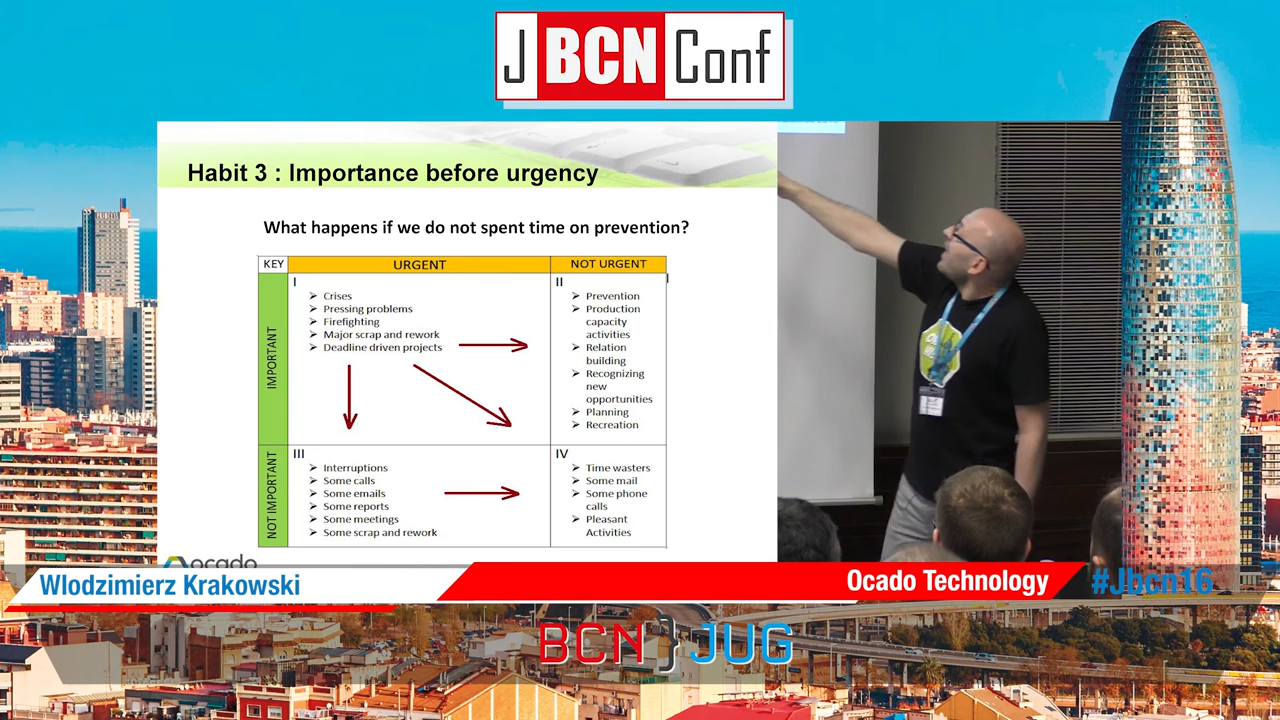 J BCN Conf
Habit 3 : Importance before urgency
What happens if we do not spent time on prevention?
KEY URGENT NOT URGENT
IMPORTANT
I
➢ Crises
➢ Pressing problems
➢ Firefighting
➢ Major scrap and rework
➢ Deadline driven projects
II
➢ Prevention
➢ Production
capacity
activities
➢ Relation
building
➢ Recognizing
new
opportunities
➢ Planning
➢ Recreation
NOT IMPORTANT
III
➢ Interruptions
➢ Some calls
➢ Some emails
➢ Some reports
➢ Some meetings
➢ Some scrap and rework
IV
➢ Time wasters
➢ Some mail
➢ Some phone
calls
➢ Pleasant
Activities
ocado
Wlodzimierz Krakowski
Ocado Technology
#Jbcn16
BCN JUG